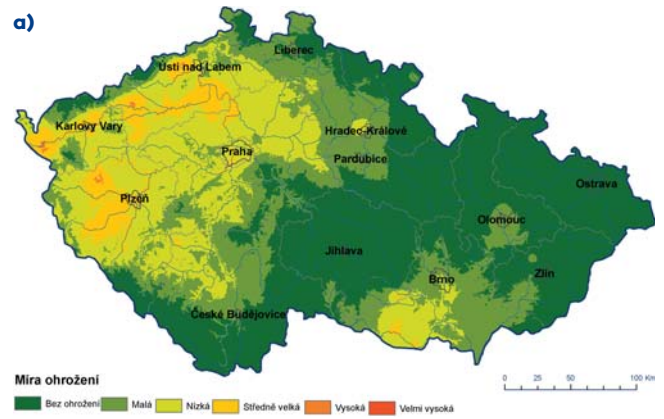 a)
Liberec
Ústí nad Labem
Karlovy Vary
Hradec Králové
Praha
Pardubice
Plzeň
Ostrava
Olomouc
Jihlava
Brno
Zlín
České Budějovice
Míra ohrožení
0 25 50 100 Km
Bez ohrožení Malá Nízká Středně velká Vysoká Velmi vysoká